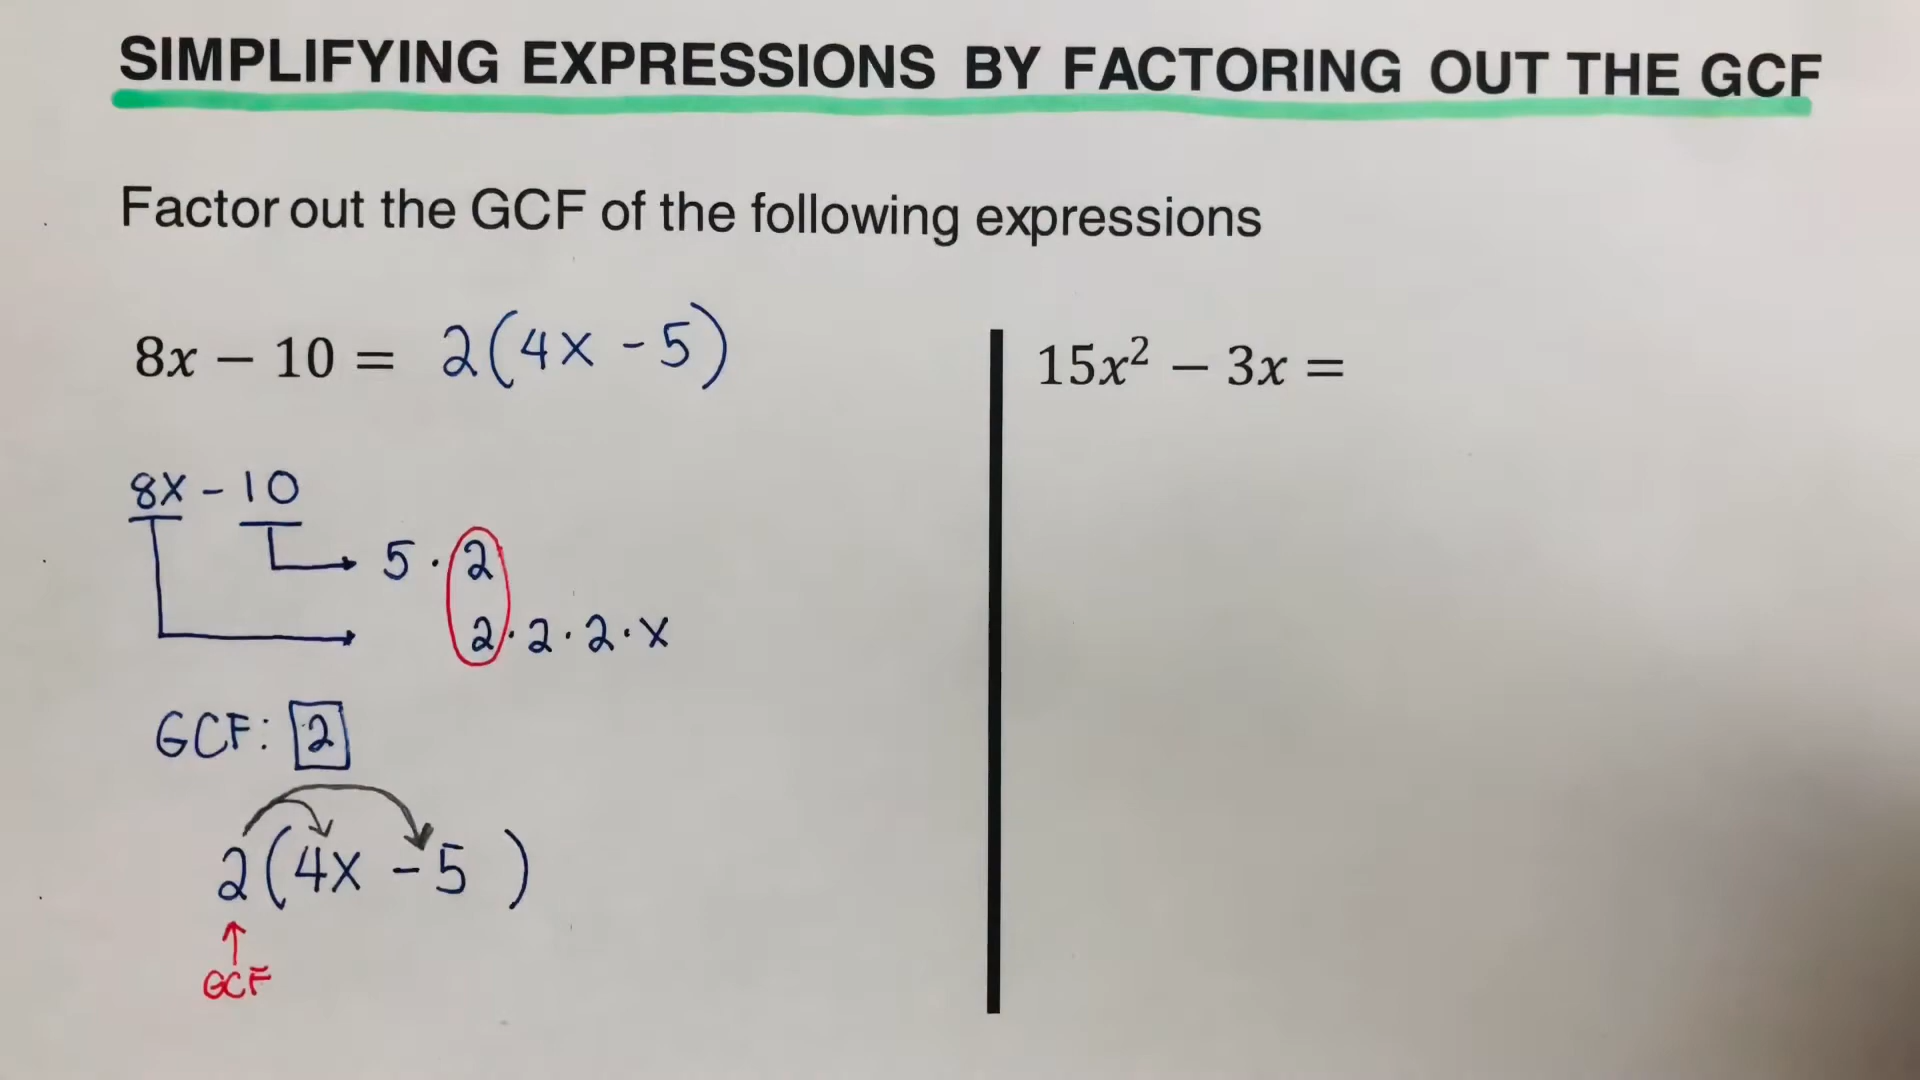 SIMPLIFYING EXPRESSIONS BY FACTORING OUT THE GCF
Factor out the GCF of the following expressions
8x − 10 = 2(4x - 5)
8x - 10
5 · 2
2 · 2 · 2 · x
GCF: 2
2(4x - 5)
GCF
15x² − 3x =